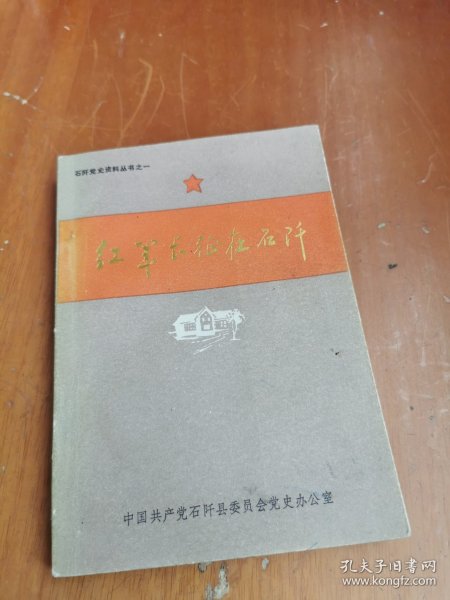 石阡党史资料丛书之一
红军长征在石阡
中国共产党石阡县委员会党史办公室
孔夫子旧书网
www.kongfz.com